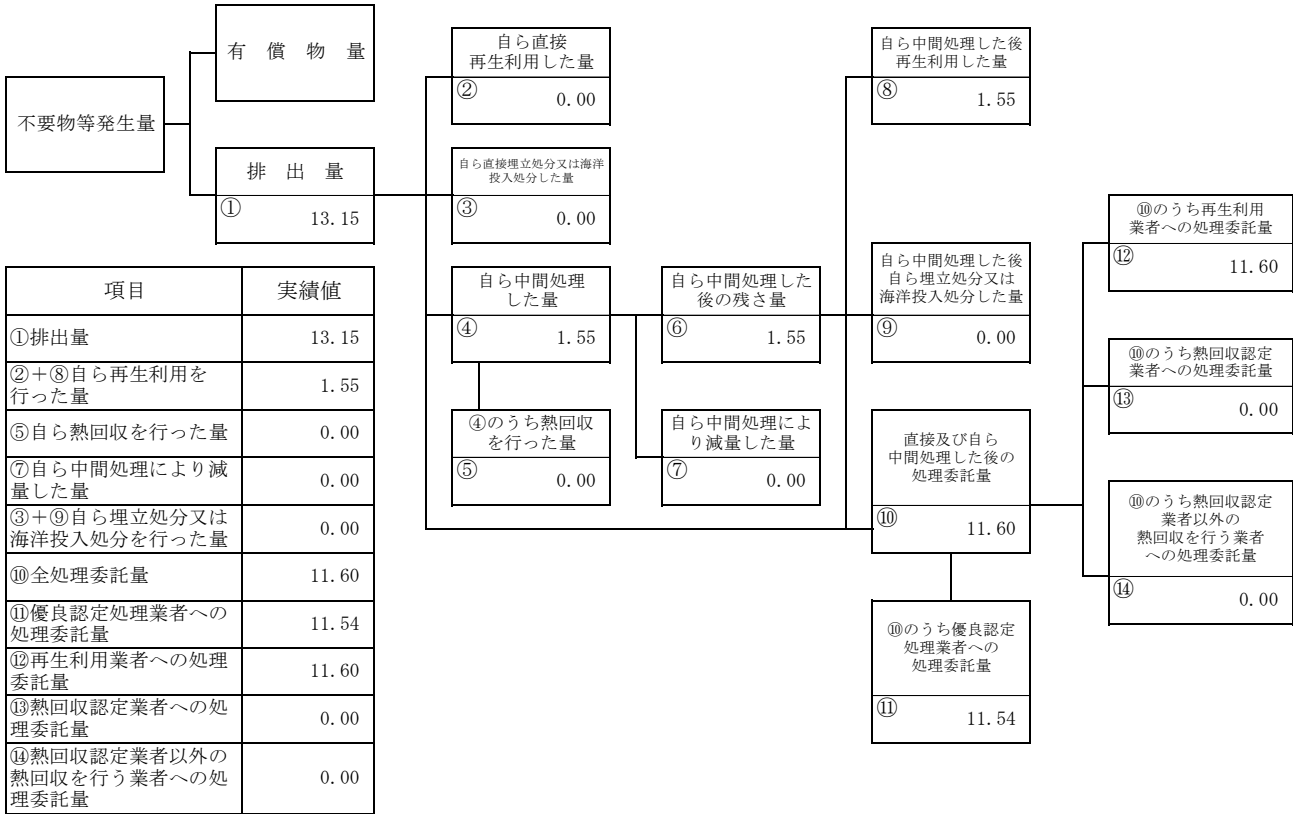 有　償　物　量
不要物等発生量
排　出　量
①
13.15
自ら直接
再生利用した量
②
0.00
自ら直接埋立処分又は海洋
投入処分した量
③
0.00
自ら中間処理
した量
④
1.55
④のうち熱回収
を行った量
⑤
0.00
自ら中間処理した
後の残さ量
⑥
1.55
自ら中間処理によ
り減量した量
⑦
0.00
自ら中間処理した後
再生利用した量
⑧
1.55
自ら中間処理した後
自ら埋立処分又は
海洋投入処分した量
⑨
0.00
直接及び自ら
中間処理した後の
処理委託量
⑩
11.60
⑩のうち優良認定
処理業者への
処理委託量
⑪
11.54
⑩のうち再生利用
業者への処理委託量
⑫
11.60
⑩のうち熱回収認定
業者への処理委託量
⑬
0.00
⑩のうち熱回収認定
業者以外の
熱回収を行う業者
への処理委託量
⑭
0.00
項目 実績値
①排出量 13.15
②＋⑧自ら再生利用を
行った量 1.55
⑤自ら熱回収を行った量 0.00
⑦自ら中間処理により減
量した量 0.00
③＋⑨自ら埋立処分又は
海洋投入処分を行った量 0.00
⑩全処理委託量 11.60
⑪優良認定処理業者への
処理委託量 11.54
⑫再生利用業者への処理
委託量 11.60
⑬熱回収認定業者への処
理委託量 0.00
⑭熱回収認定業者以外の
熱回収を行う業者への処
理委託量 0.00